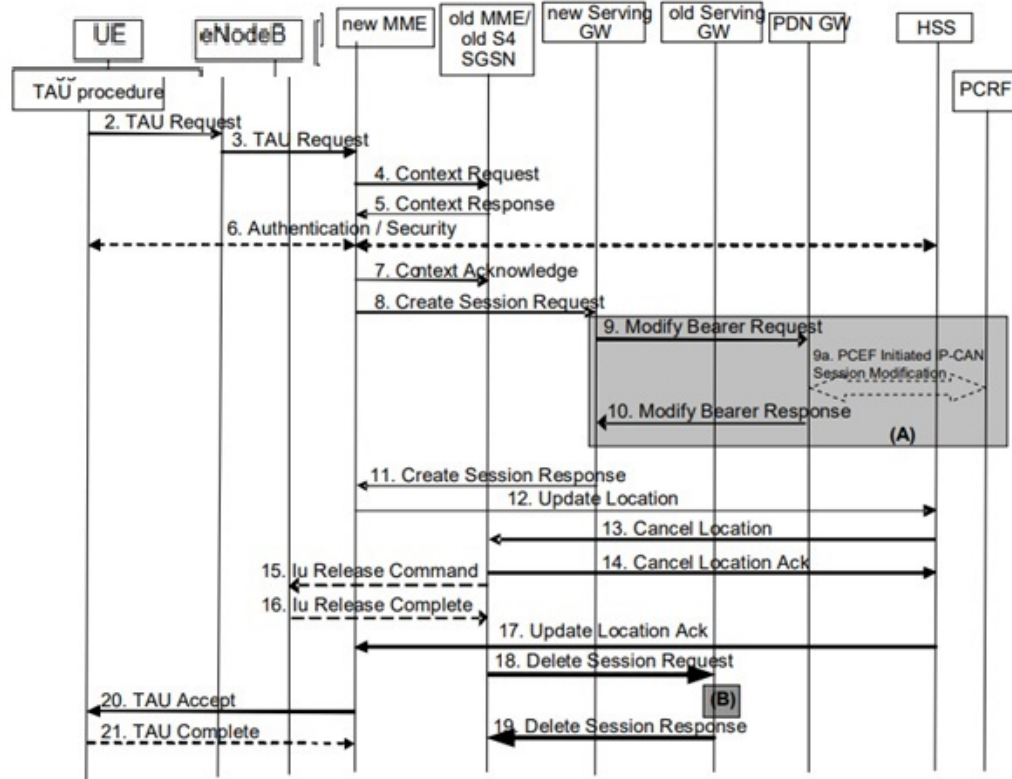 UE
eNodeB
new MME
old MME/
old S4
SGSN
new Serving
GW
old Serving
GW
PDN GW
HSS
PCRF
TAU procedure
2. TAU Request
3. TAU Request
4. Context Request
5. Context Response
6. Authentication / Security
7. Context Acknowledge
8. Create Session Request
9. Modify Bearer Request
9a. PCEF Initiated IP-CAN
Session Modification
10. Modify Bearer Response
(A)
11. Create Session Response
12. Update Location
13. Cancel Location
14. Cancel Location Ack
15. Iu Release Command
16. Iu Release Complete
17. Update Location Ack
18. Delete Session Request
(B)
19. Delete Session Response
20. TAU Accept
21. TAU Complete